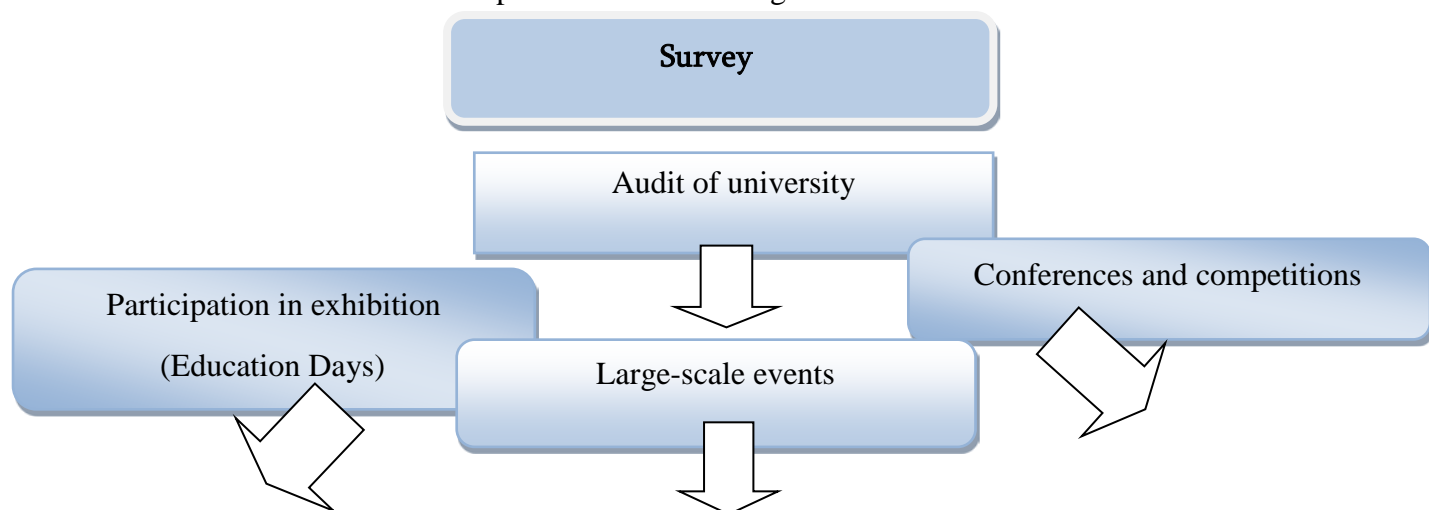 Survey
Audit of university
Conferences and competitions
Participation in exhibition
(Education Days)
Large-scale events